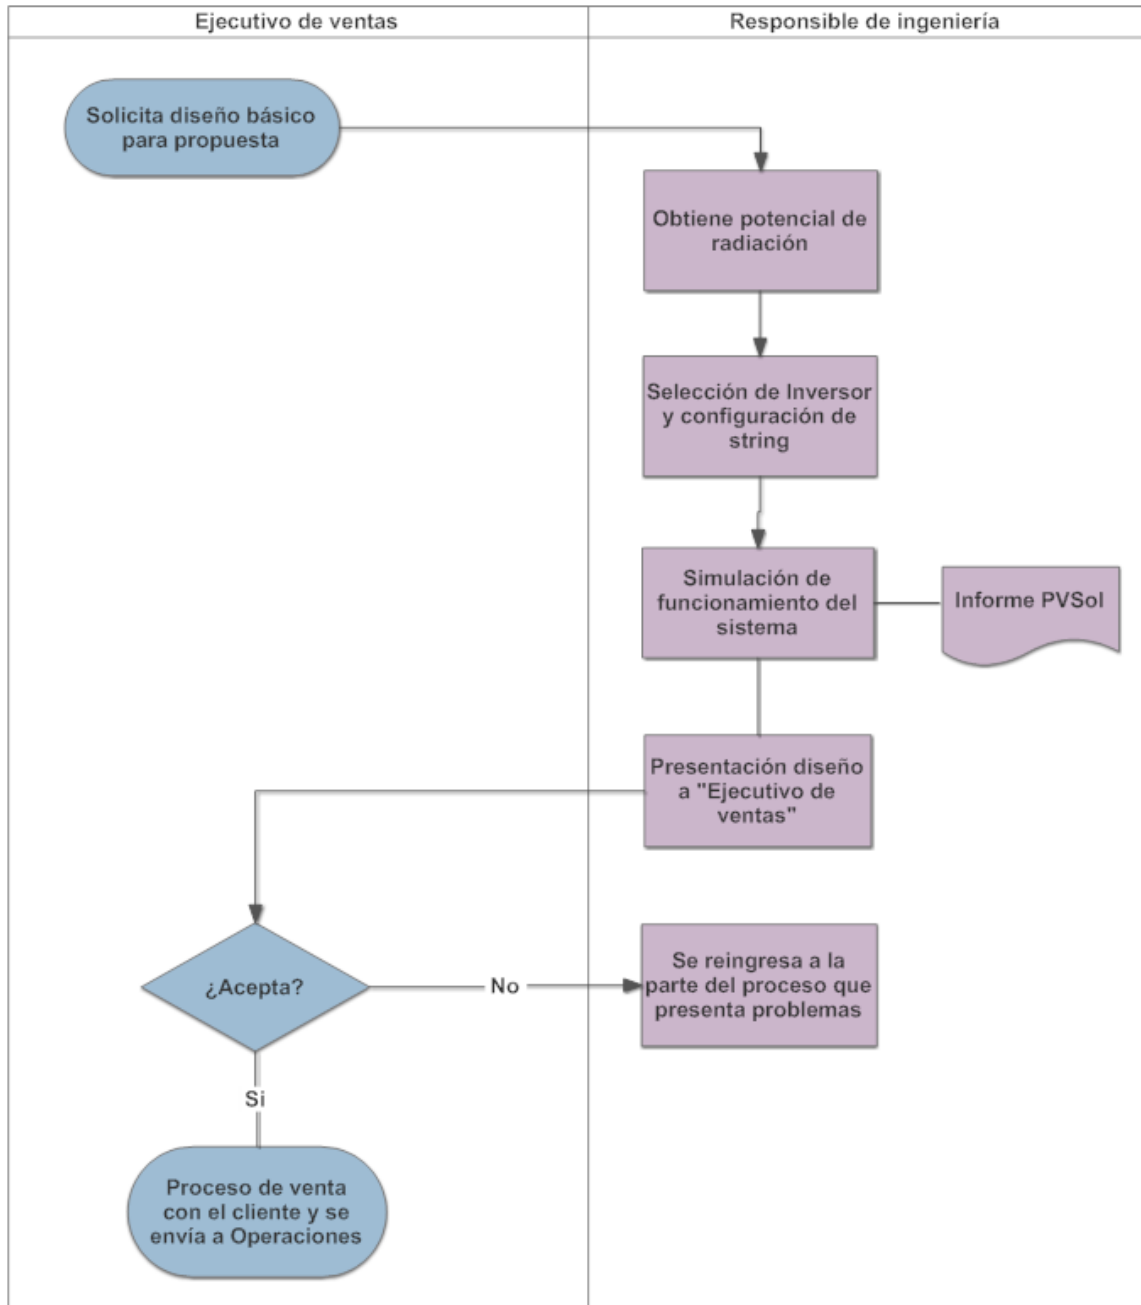 Ejecutivo de ventas
Responsible de ingeniería
Solicita diseño básico
para propuesta
Obtiene potencial de
radiación
Selección de Inversor
y configuración de
string
Simulación de
funcionamiento del
sistema
Informe PVSol
Presentación diseño
a "Ejecutivo de
ventas"
¿Acepta?
No
Se reingresa a la
parte del proceso que
presenta problemas
Si
Proceso de venta
con el cliente y se
envía a Operaciones